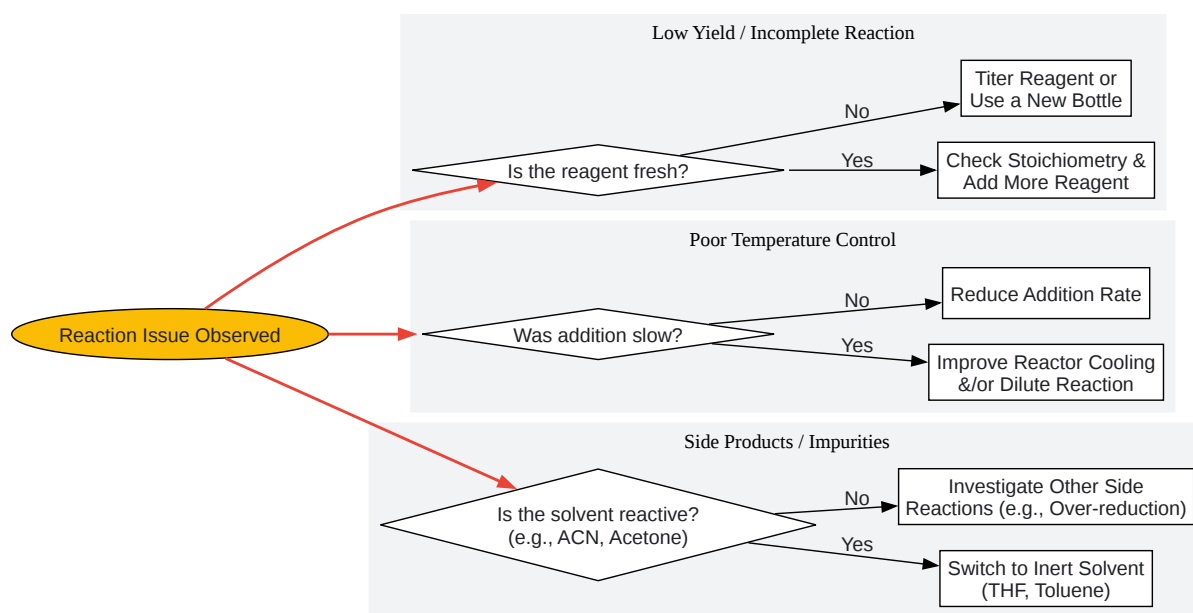 Low Yield / Incomplete Reaction
Titer Reagent or
Use a New Bottle
No
Is the reagent fresh?
Yes
Check Stoichiometry &
Add More Reagent
Poor Temperature Control
Reaction Issue Observed
Was addition slow?
No
Reduce Addition Rate
Yes
Improve Reactor Cooling
&/or Dilute Reaction
Side Products / Impurities
Is the solvent reactive?
(e.g., ACN, Acetone)
No
Investigate Other Side
Reactions (e.g., Over-reduction)
Yes
Switch to Inert Solvent
(THF, Toluene)